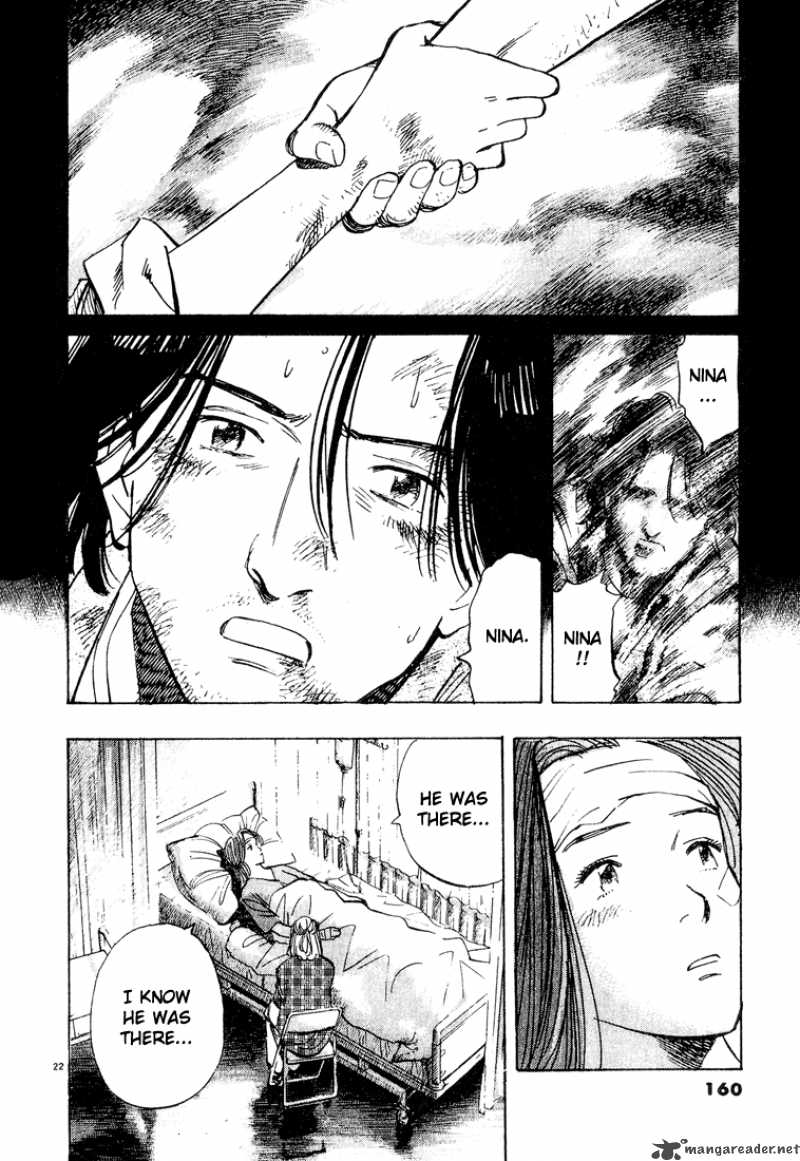 NINA
...
NINA
!!
NINA.
HE WAS
THERE...
I KNOW
HE WAS
THERE...
22
160
mangareader.net